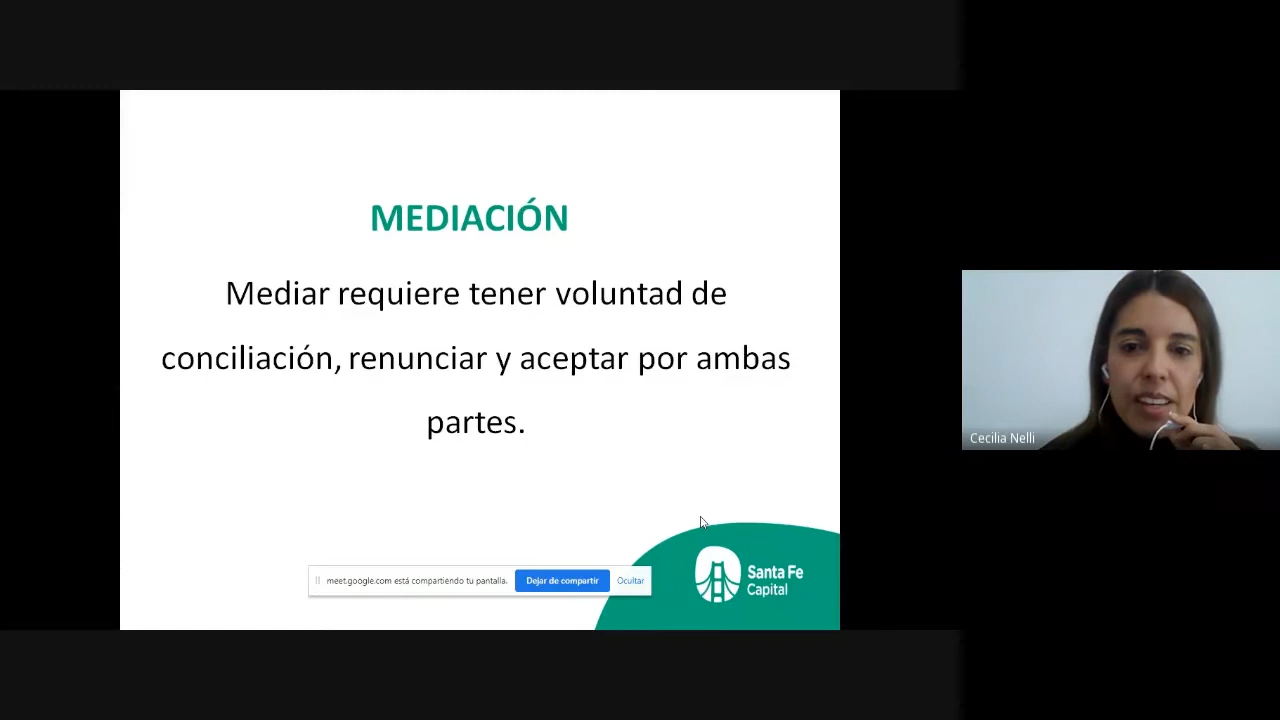 MEDIACIÓN
Mediar requiere tener voluntad de
conciliación, renunciar y aceptar por ambas
partes.
Cecilia Nelli
Santa Fe
Capital
meet.google.com está compartiendo tu pantalla.
Dejar de compartir
Ocultar